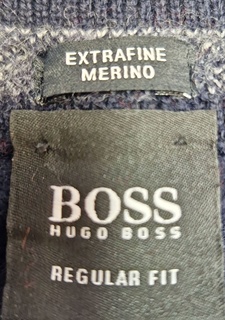 EXTRAFINE
MERINO
BOSS
HUGO BOSS
REGULAR FIT